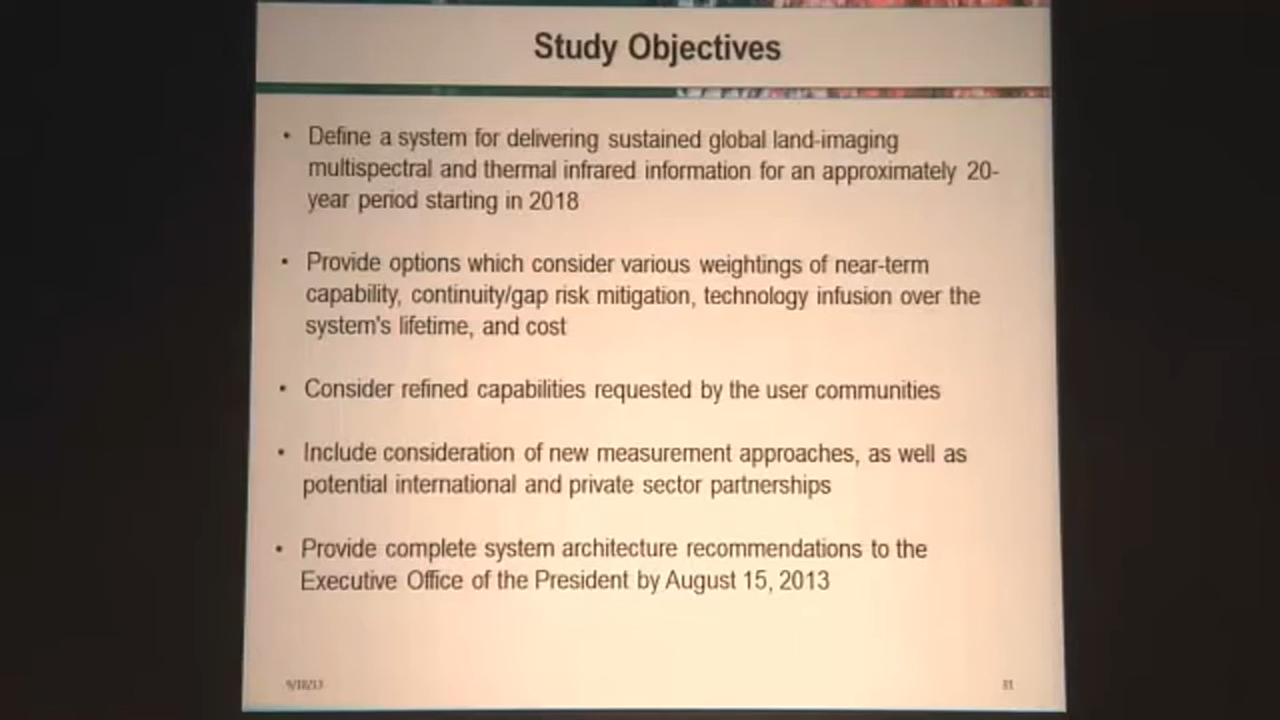 Study Objectives
• Define a system for delivering sustained global land-imaging
multispectral and thermal infrared information for an approximately 20-
year period starting in 2018
• Provide options which consider various weightings of near-term
capability, continuity/gap risk mitigation, technology infusion over the
system's lifetime, and cost
• Consider refined capabilities requested by the user communities
• Include consideration of new measurement approaches, as well as
potential international and private sector partnerships
• Provide complete system architecture recommendations to the
Executive Office of the President by August 15, 2013